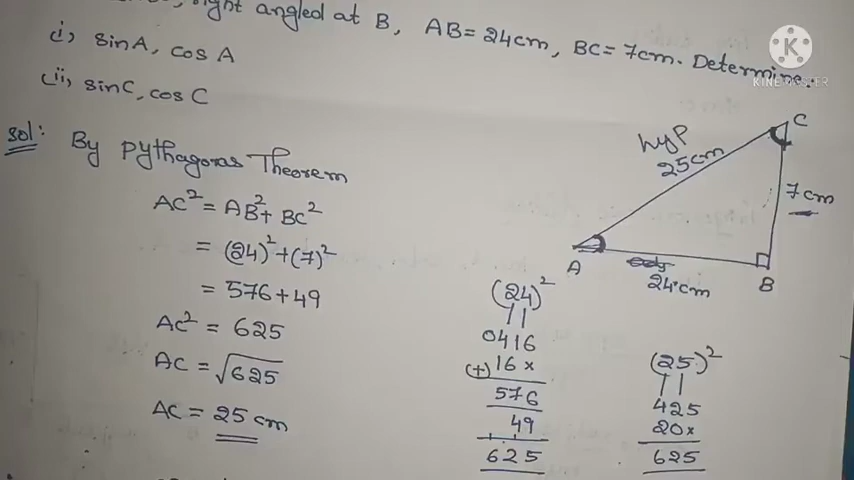 right angled at B, AB=24cm, BC=7cm. Determine:
(i) sinA, cos A
(ii) sinC, cos C
Sol: By Pythagoras Theorem
AC² = AB² + BC²
= (24)² + (7)²
= 576 + 49
AC² = 625
AC = √625
AC = 25 cm
K
KINEMASTER
C
hyp
25cm
7cm
A
24cm
B
(24)²
0416
(+) 16×
576
49
625
(25)²
425
20×
625